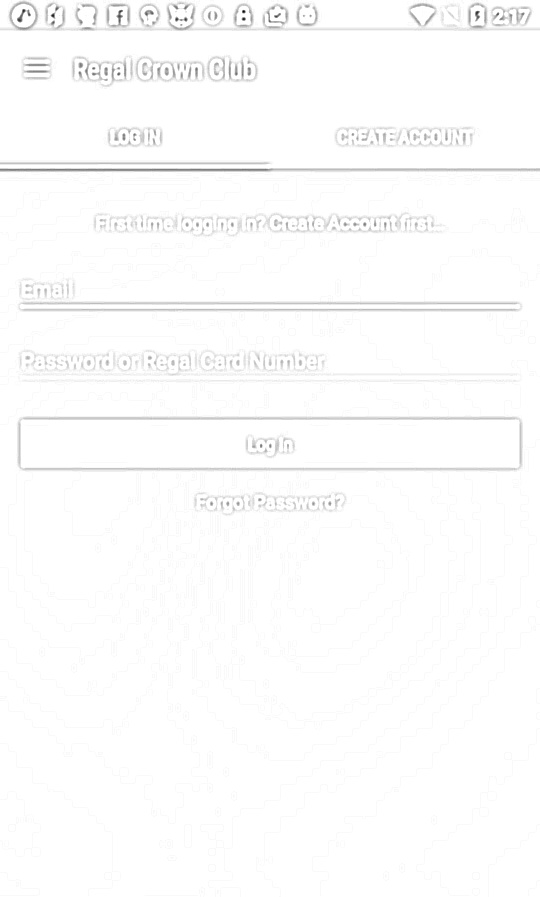 2:17
Regal Crown Club
LOG IN
CREATE ACCOUNT
First time logging in? Create Account first...
Email
Password or Regal Card Number
Log In
Forgot Password?